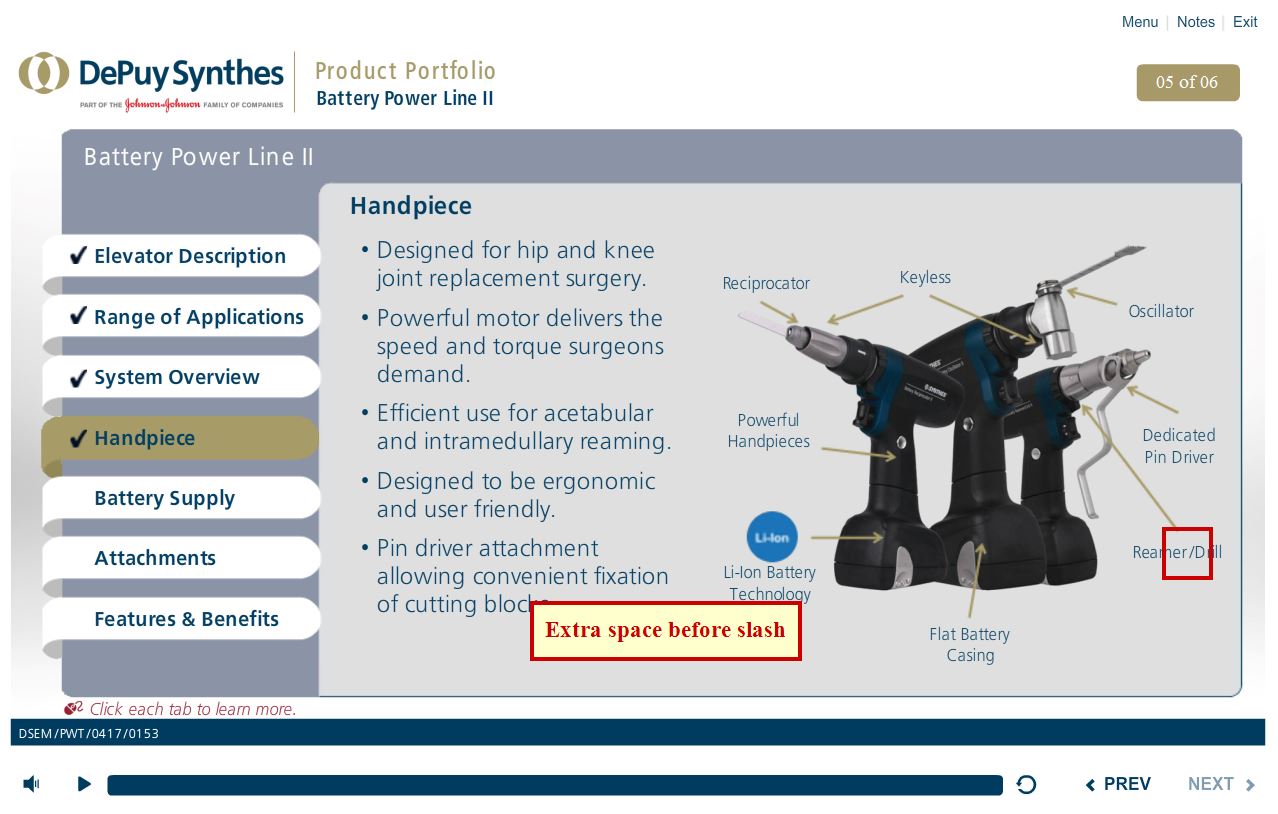 Menu | Notes | Exit
DePuy Synthes
PART OF THE Johnson & Johnson FAMILY OF COMPANIES
Product Portfolio
Battery Power Line II
05 of 06
Battery Power Line II
Elevator Description
Range of Applications
System Overview
Handpiece
Battery Supply
Attachments
Features & Benefits
Handpiece
• Designed for hip and knee
joint replacement surgery.
• Powerful motor delivers the
speed and torque surgeons
demand.
• Efficient use for acetabular
and intramedullary reaming.
• Designed to be ergonomic
and user friendly.
• Pin driver attachment
allowing convenient fixation
of cutting blocks
Reciprocator
Keyless
Oscillator
Powerful
Handpieces
Dedicated
Pin Driver
Li-Ion
Li-Ion Battery
Technology
Reamer /Drill
Flat Battery
Casing
SYNTHES
Extra space before slash
Click each tab to learn more.
DSEM/PWT/0417/0153
PREV
NEXT